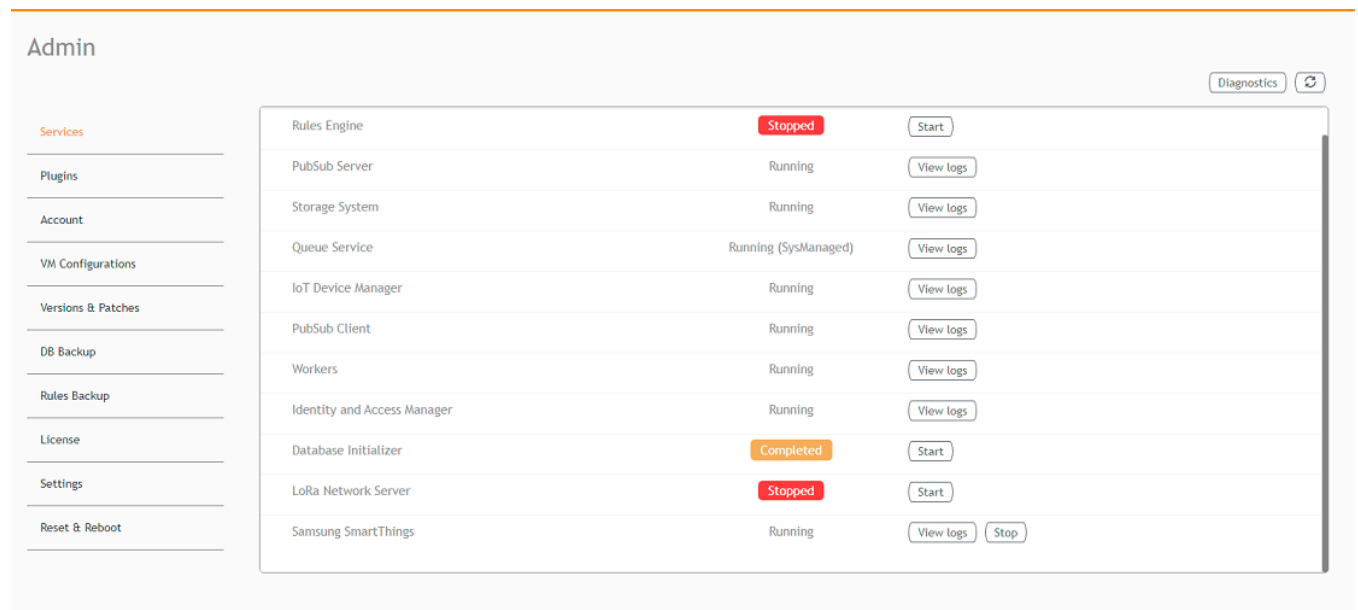 Admin
Diagnostics
Services
Plugins
Account
VM Configurations
Versions & Patches
DB Backup
Rules Backup
License
Settings
Reset & Reboot
Rules Engine Stopped Start
PubSub Server Running View logs
Storage System Running View logs
Queue Service Running (SysManaged) View logs
IoT Device Manager Running View logs
PubSub Client Running View logs
Workers Running View logs
Identity and Access Manager Running View logs
Database Initializer Completed Start
LoRa Network Server Stopped Start
Samsung SmartThings Running View logs Stop